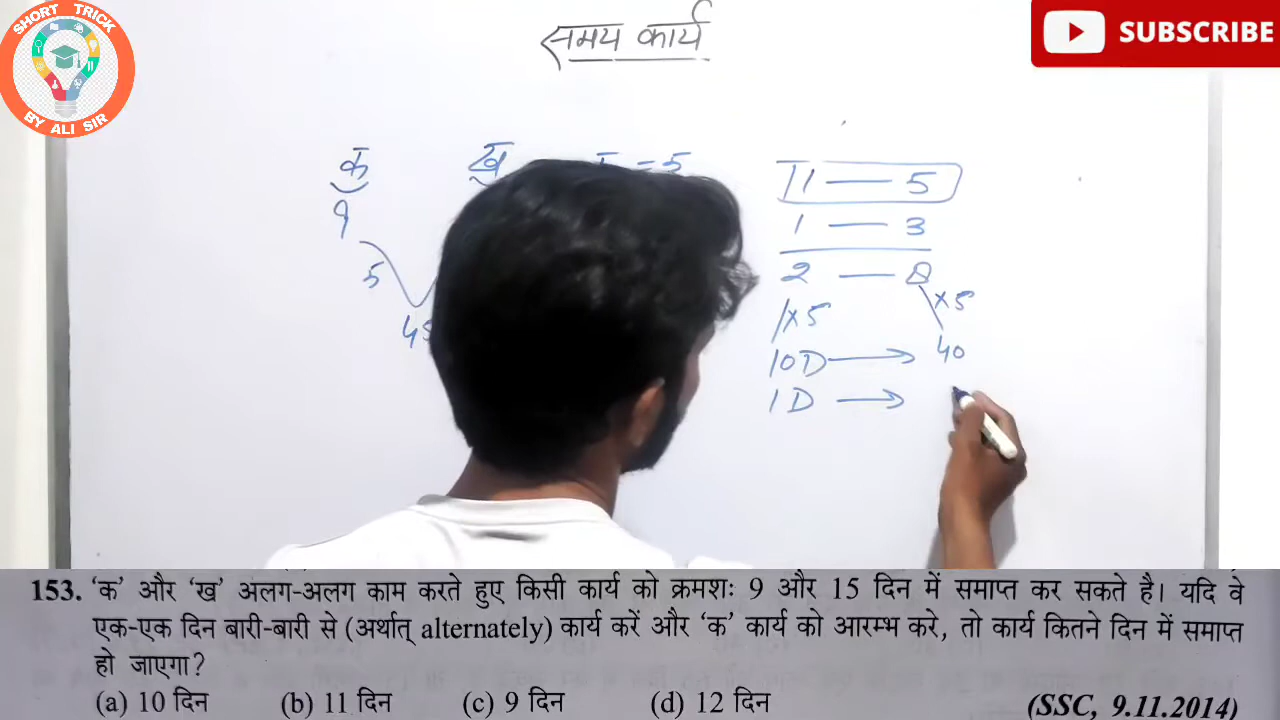 SHORT TRICK
BY ALI SIR
SUBSCRIBE
समय कार्य
क ख = 5
9
5
45
1 — 5
1 — 3
2 — 8
×5 ×5
10D → 40
1D →
153. ‘क’ और ‘ख’ अलग-अलग काम करते हुए किसी कार्य को क्रमशः 9 और 15 दिन में समाप्त कर सकते है। यदि वे
एक-एक दिन बारी-बारी से (अर्थात् alternately) कार्य करें और ‘क’ कार्य को आरम्भ करे, तो कार्य कितने दिन में समाप्त
हो जाएगा?
(a) 10 दिन (b) 11 दिन (c) 9 दिन (d) 12 दिन (SSC, 9.11.2014)